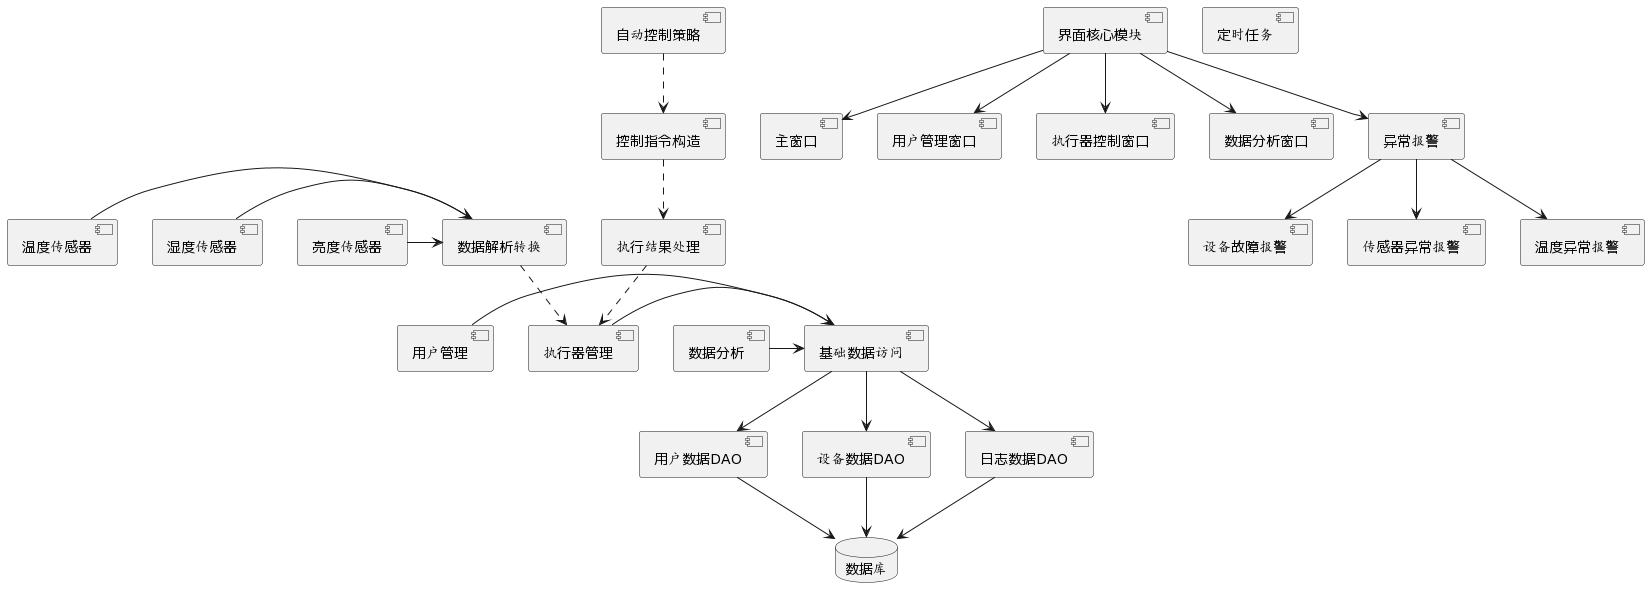 自动控制策略
界面核心模块
定时任务
控制指令构造
主窗口
用户管理窗口
执行器控制窗口
数据分析窗口
异常报警
温度传感器
湿度传感器
亮度传感器
数据解析转换
执行结果处理
设备故障报警
传感器异常报警
温度异常报警
用户管理
执行器管理
数据分析
基础数据访问
用户数据DAO
设备数据DAO
日志数据DAO
数据库